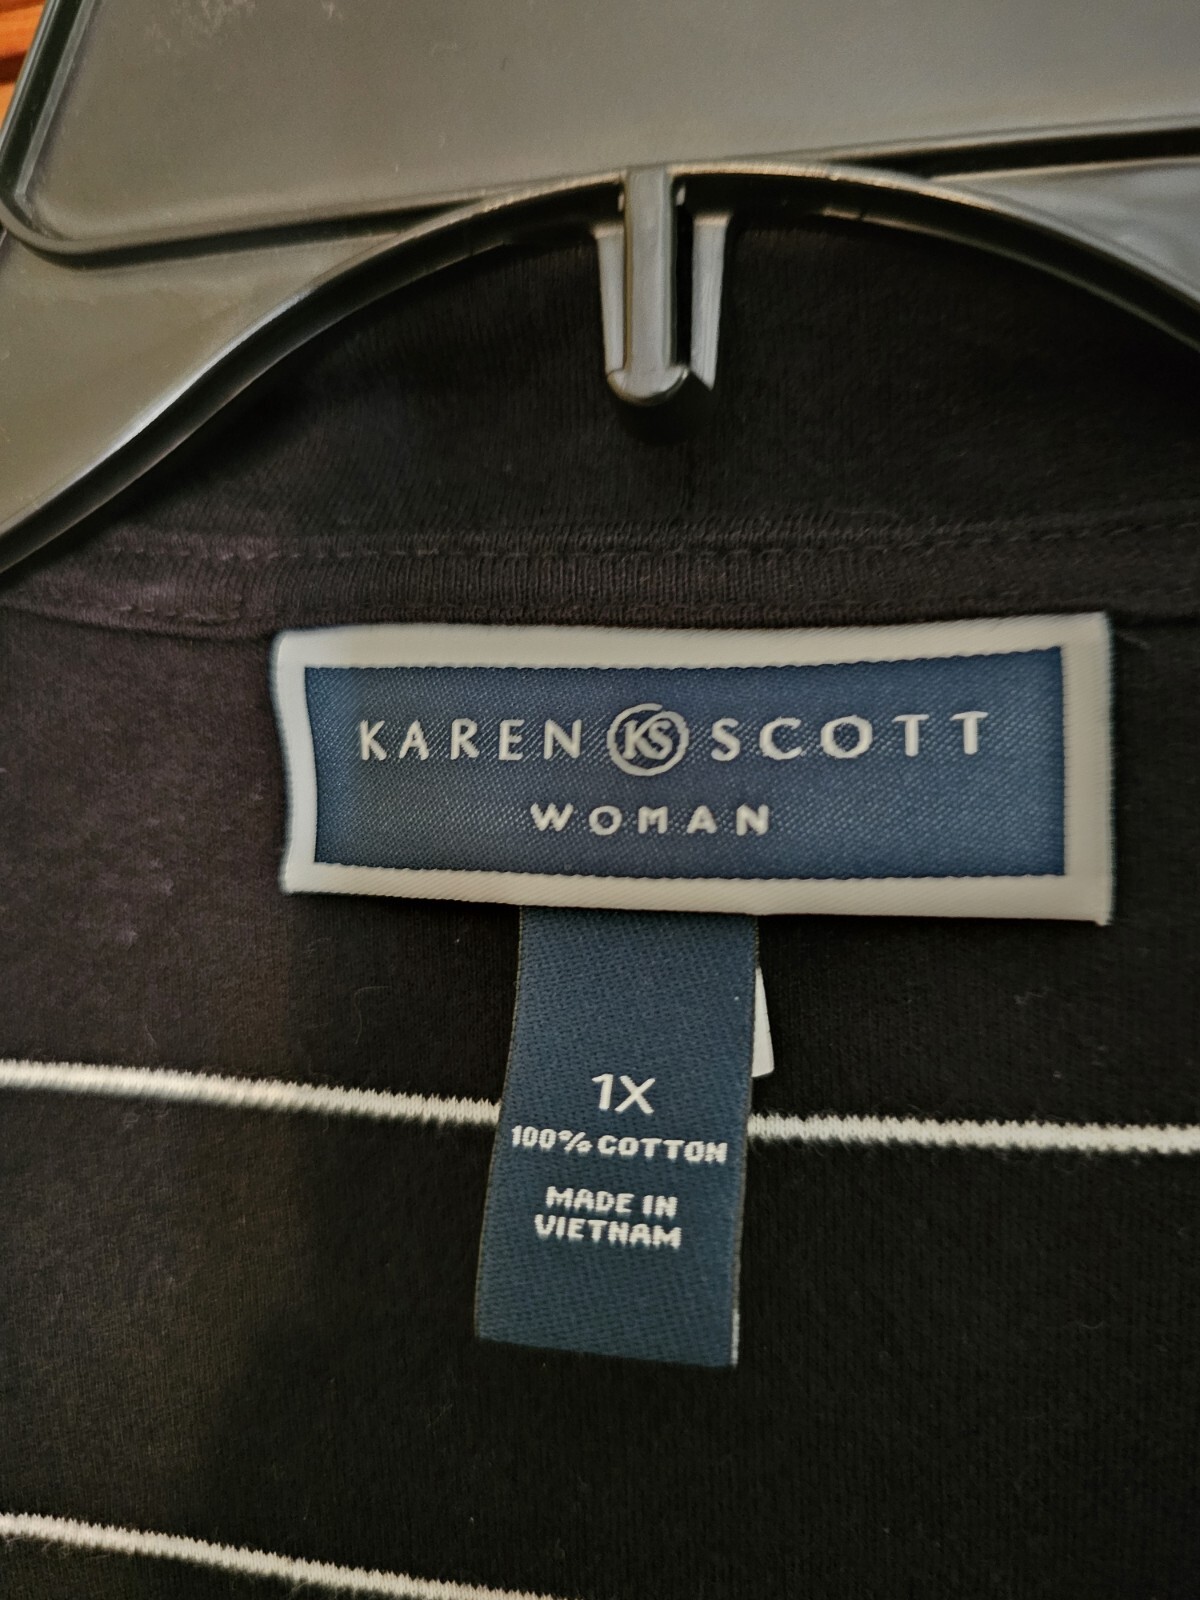 KAREN KS SCOTT
WOMAN
1X
100% COTTON
MADE IN
VIETNAM